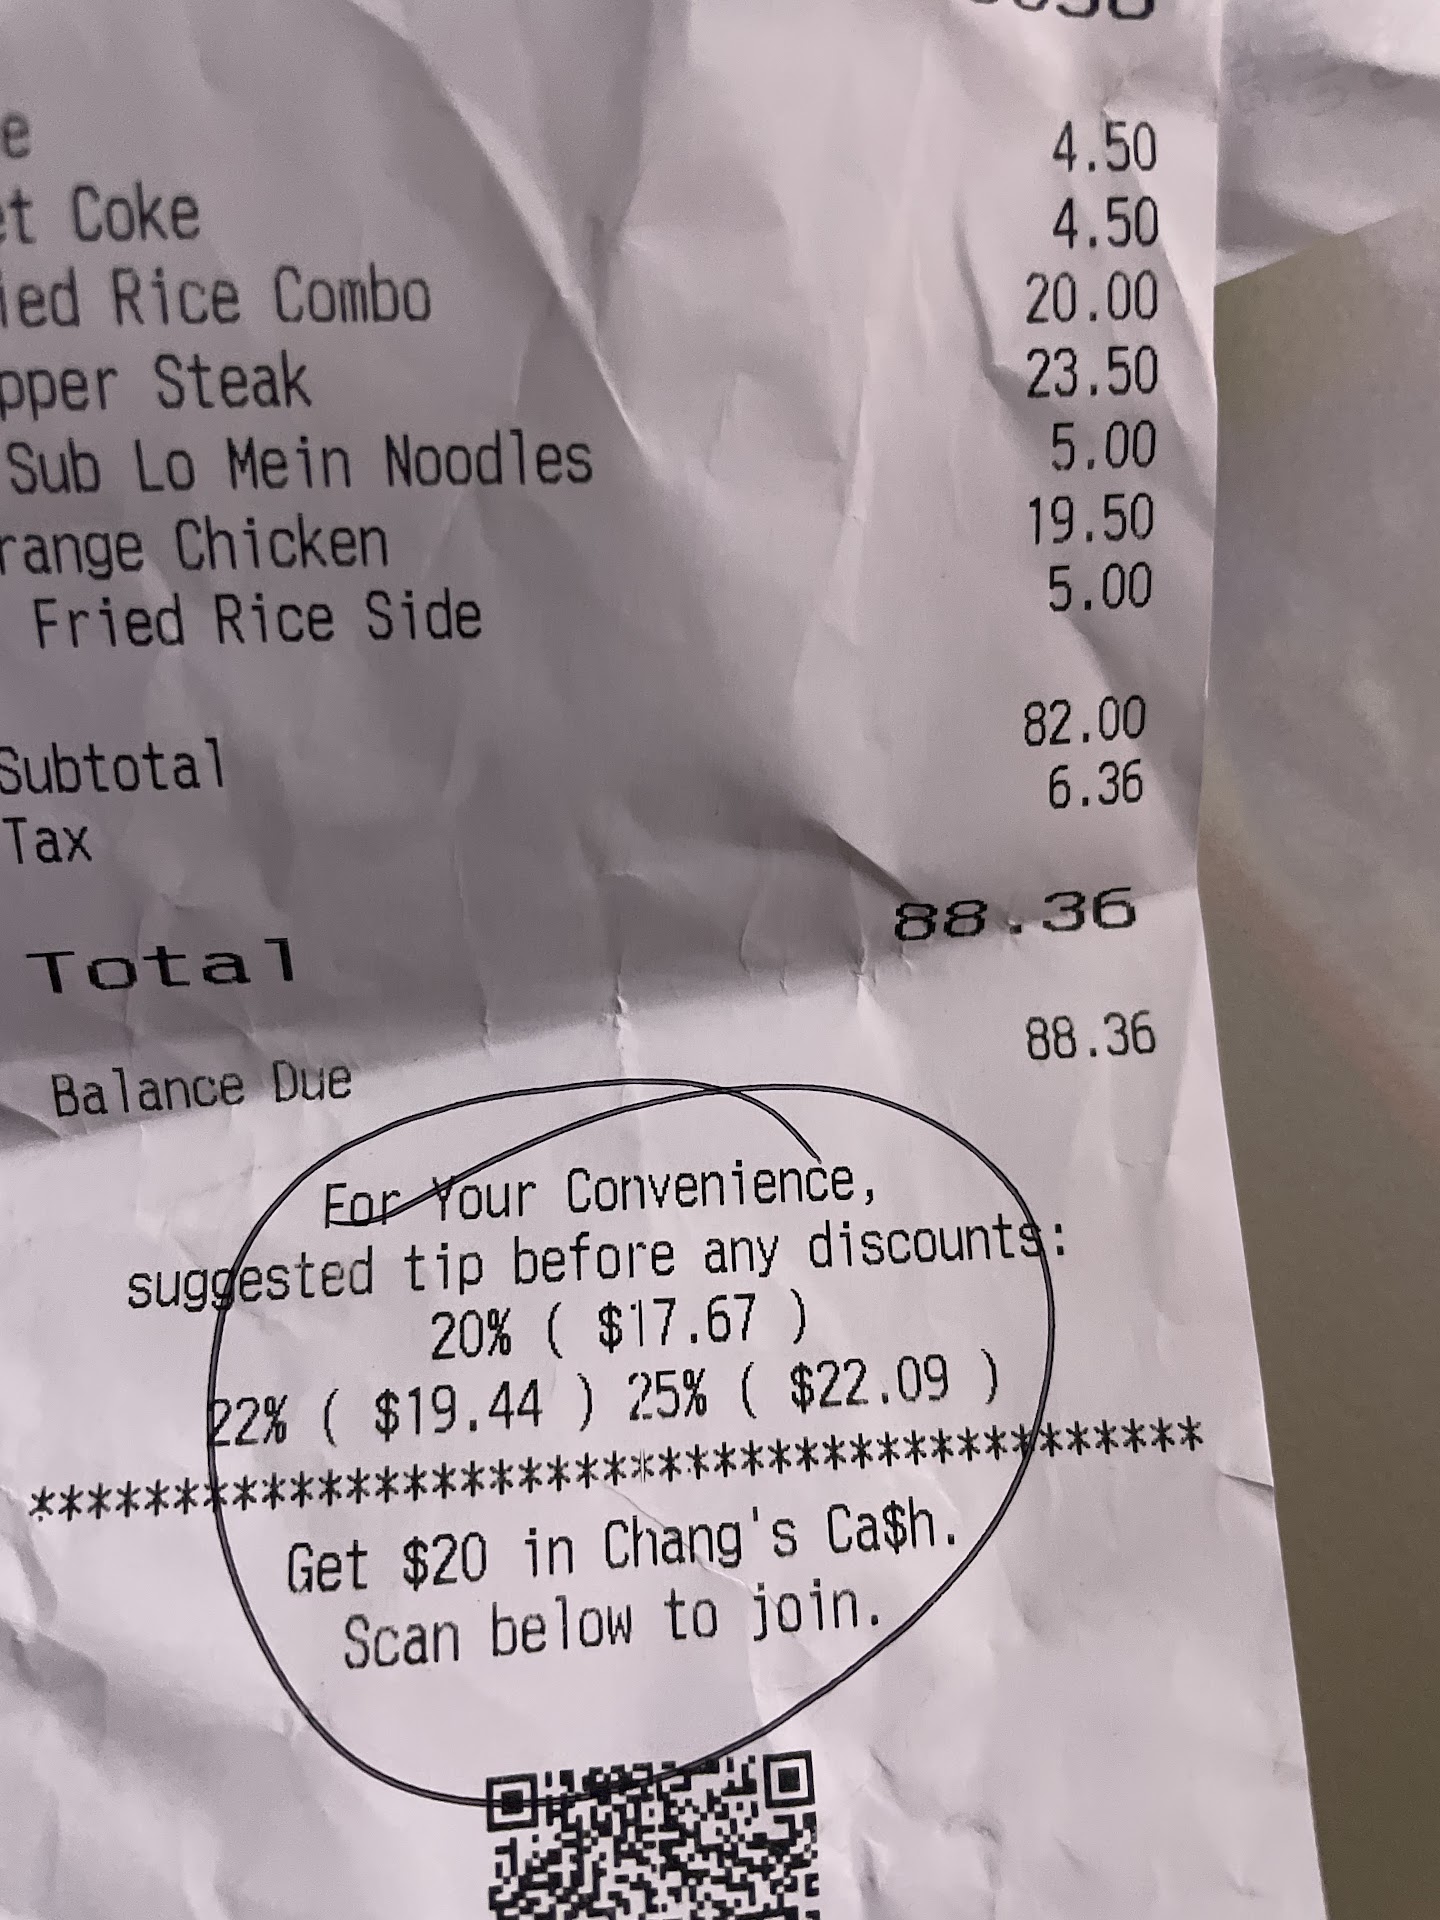 e 4.50
et Coke 4.50
ied Rice Combo 20.00
pper Steak 23.50
Sub Lo Mein Noodles 5.00
range Chicken 19.50
Fried Rice Side 5.00
Subtotal 82.00
Tax 6.36
Total 88.36
Balance Due 88.36
For Your Convenience,
suggested tip before any discounts:
20% ( $17.67 )
22% ( $19.44 ) 25% ( $22.09 )
*****************************************
Get $20 in Chang's Ca$h.
Scan below to join.